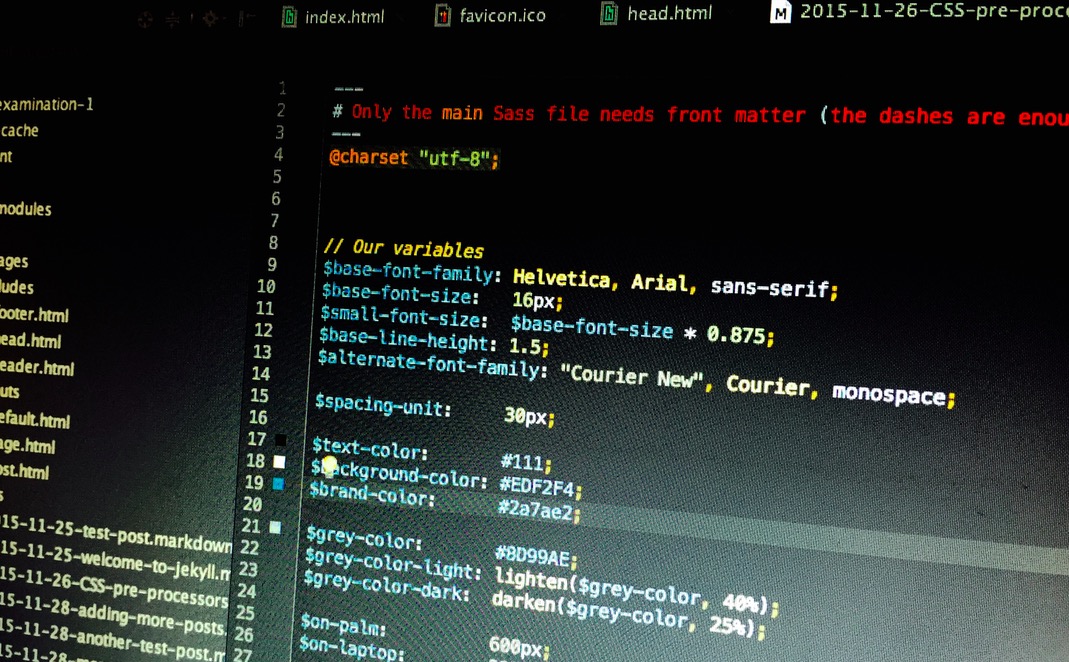 index.html
favicon.ico
head.html
2015-11-26-CSS-pre-proc
examination-1
cache
nt
modules
ages
ludes
footer.html
ead.html
eader.html
uts
efault.html
age.html
ost.html
s
15-11-25-test-post.markdown
15-11-25-welcome-to-jekyll.m
15-11-26-CSS-pre-processors
15-11-28-adding-more-posts.
15-11-28-another-test-post.m
1 ---
2 # Only the main Sass file needs front matter (the dashes are enou
3 ---
4 @charset "utf-8";
5
6
7
8 // Our variables
9 $base-font-family: Helvetica, Arial, sans-serif;
10 $base-font-size: 16px;
11 $small-font-size: $base-font-size * 0.875;
12 $base-line-height: 1.5;
13 $alternate-font-family: "Courier New", Courier, monospace;
14
15 $spacing-unit: 30px;
16
17 $text-color: #111;
18 $background-color: #EDF2F4;
19 $brand-color: #2a7ae2;
20
21 $grey-color: #8D99AE;
22 $grey-color-light: lighten($grey-color, 40%);
23 $grey-color-dark: darken($grey-color, 25%);
24
25 $on-palm: 600px;
26 $on-laptop:
27